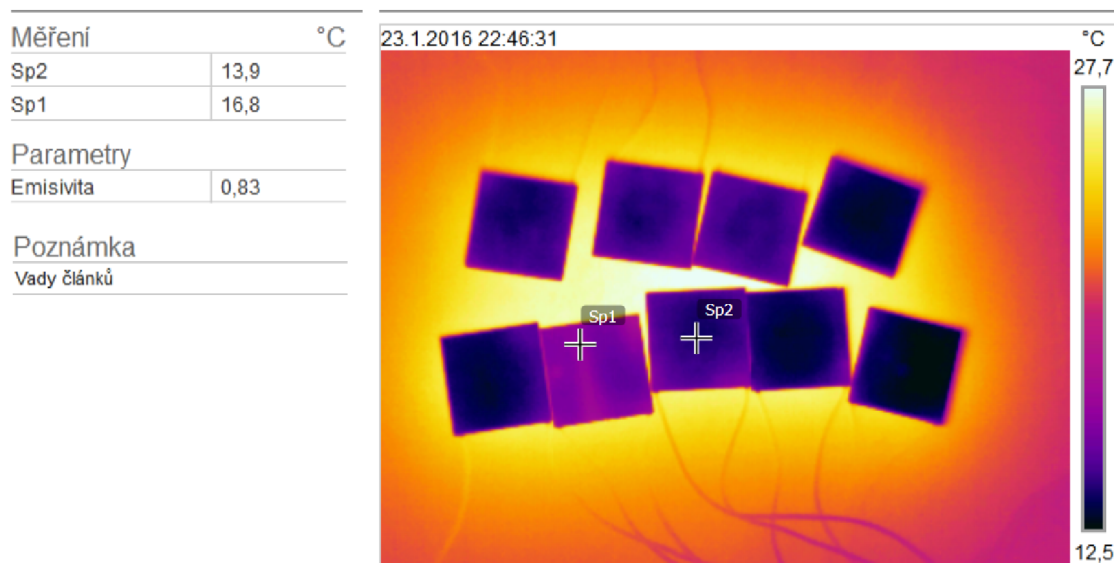 Měření °C
Sp2 13,9
Sp1 16,8
Parametry
Emisivita 0,83
Poznámka
Vady článků
23.1.2016 22:46:31 °C
27,7
Sp1 Sp2
12,5